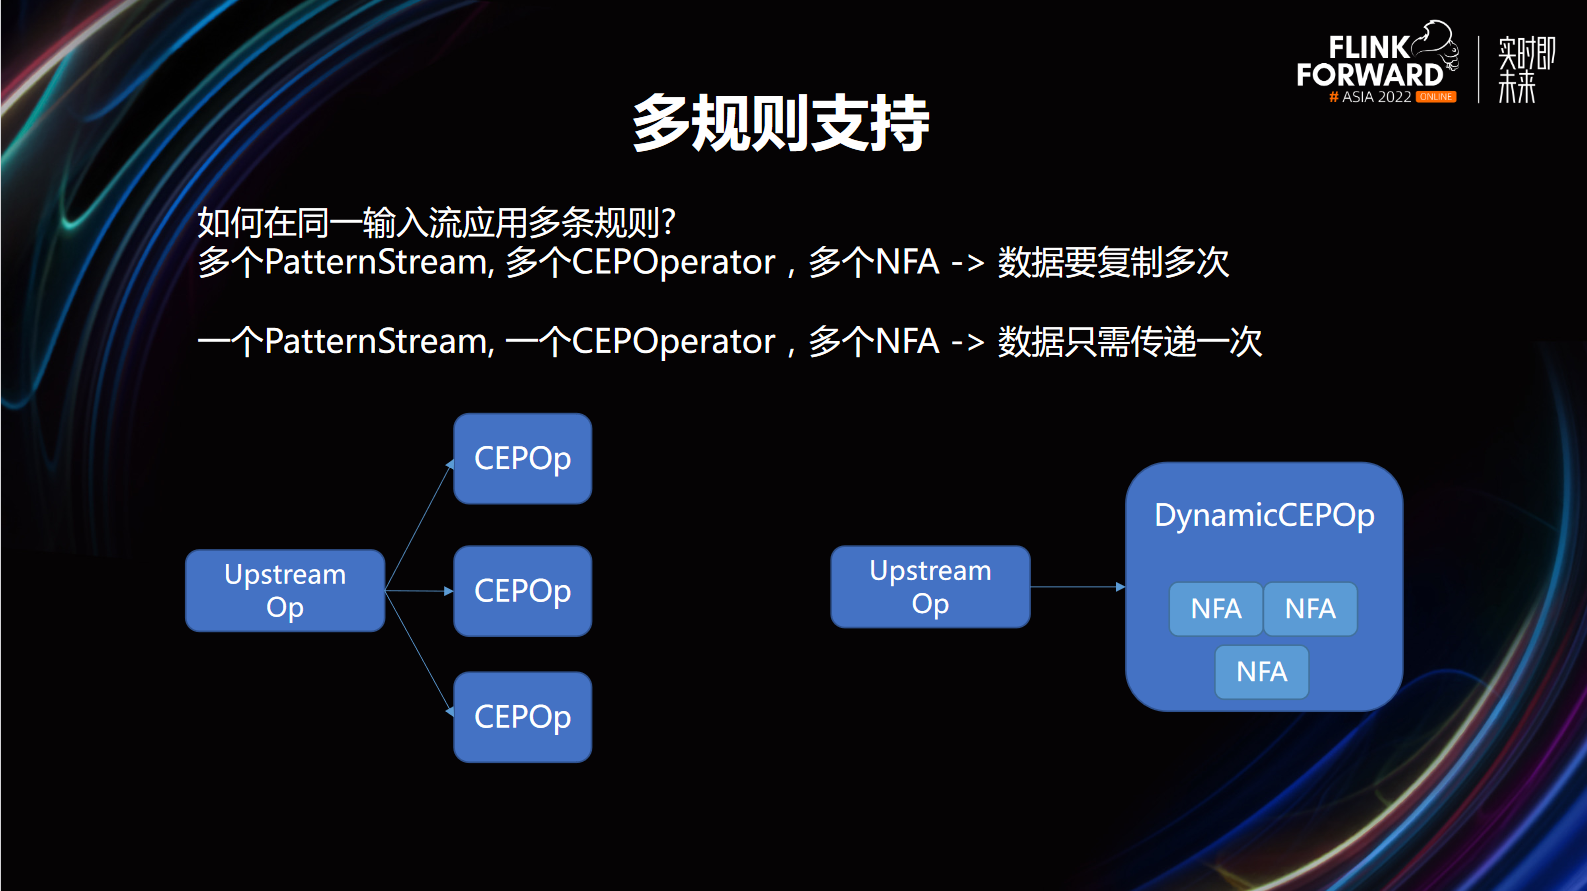 FLINK
FORWARD
# ASIA 2022 ONLINE
实时即
未来
多规则支持
如何在同一输入流应用多条规则?
多个PatternStream, 多个CEPOperator，多个NFA -> 数据要复制多次
一个PatternStream, 一个CEPOperator，多个NFA -> 数据只需传递一次
CEPOp
Upstream
Op
CEPOp
CEPOp
Upstream
Op
DynamicCEPOp
NFA
NFA
NFA